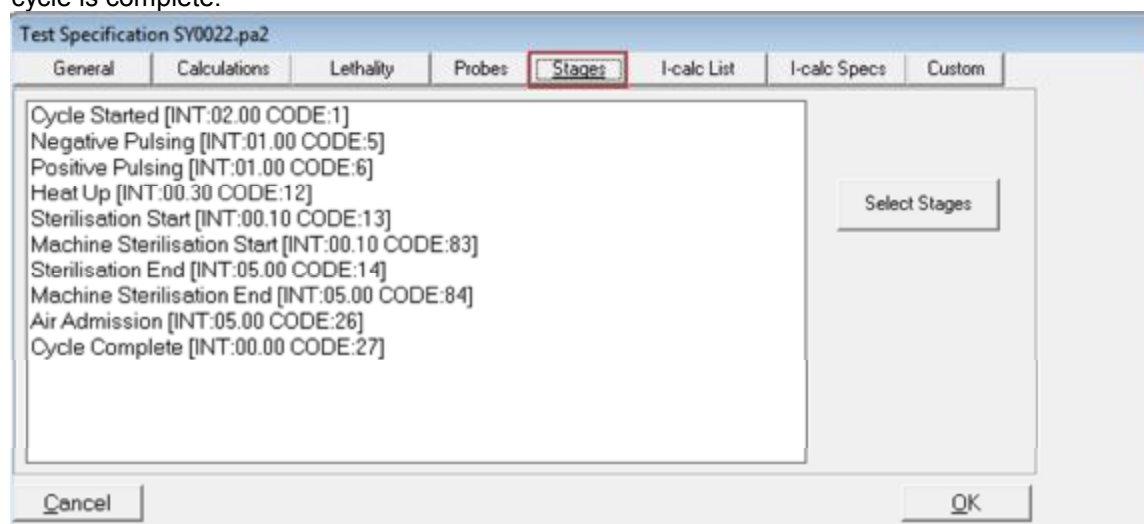 cycle is complete.
Test Specification SY0022.pa2
General Calculations Lethality Probes Stages I-calc List I-calc Specs Custom
Cycle Started [INT:02.00 CODE:1]
Negative Pulsing [INT:01.00 CODE:5]
Positive Pulsing [INT:01.00 CODE:6]
Heat Up [INT:00.30 CODE:12]
Sterilisation Start [INT:00.10 CODE:13]
Machine Sterilisation Start [INT:00.10 CODE:83]
Sterilisation End [INT:05.00 CODE:14]
Machine Sterilisation End [INT:05.00 CODE:84]
Air Admission [INT:05.00 CODE:26]
Cycle Complete [INT:00.00 CODE:27]
Select Stages
Cancel OK